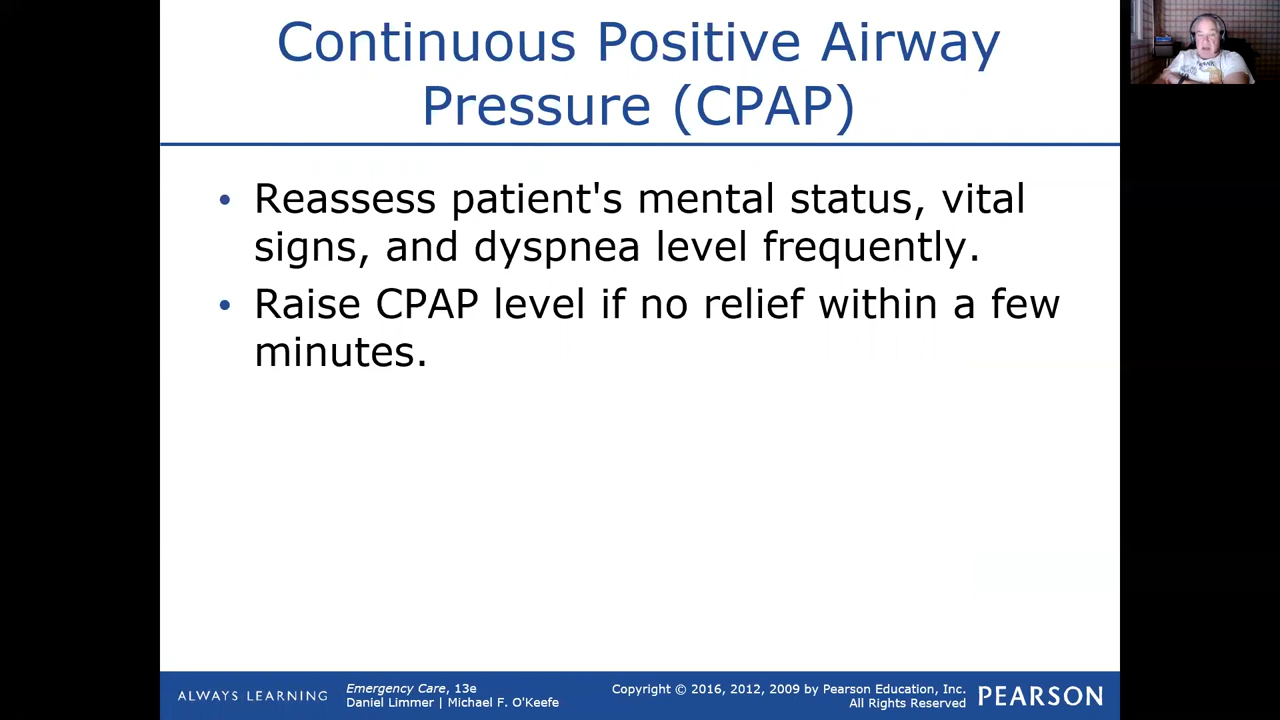 Continuous Positive Airway
Pressure (CPAP)
• Reassess patient's mental status, vital
signs, and dyspnea level frequently.
• Raise CPAP level if no relief within a few
minutes.
ALWAYS LEARNING
Emergency Care, 13e
Daniel Limmer | Michael F. O'Keefe
Copyright © 2016, 2012, 2009 by Pearson Education, Inc.
All Rights Reserved
PEARSON